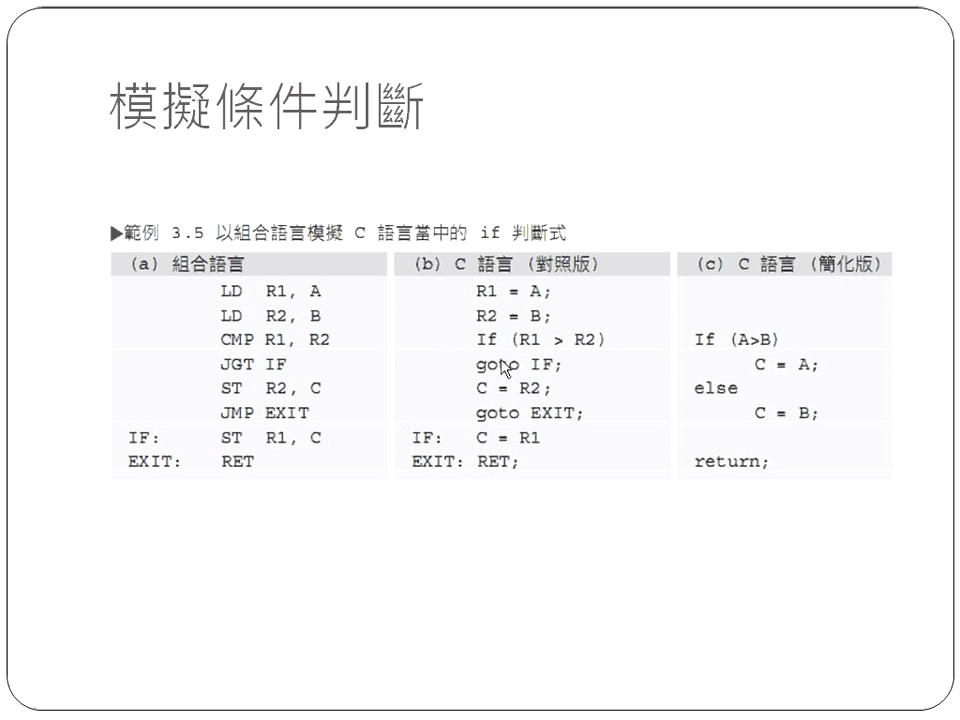 模擬條件判斷
▶範例 3.5 以組合語言模擬 C 語言當中的 if 判斷式
(a) 組合語言
LD R1, A
LD R2, B
CMP R1, R2
JGT IF
ST R2, C
JMP EXIT
IF: ST R1, C
EXIT: RET
(b) C 語言 (對照版)
R1 = A;
R2 = B;
If (R1 > R2)
goto IF;
C = R2;
goto EXIT;
IF: C = R1
EXIT: RET;
(c) C 語言 (簡化版)
If (A>B)
C = A;
else
C = B;
return;